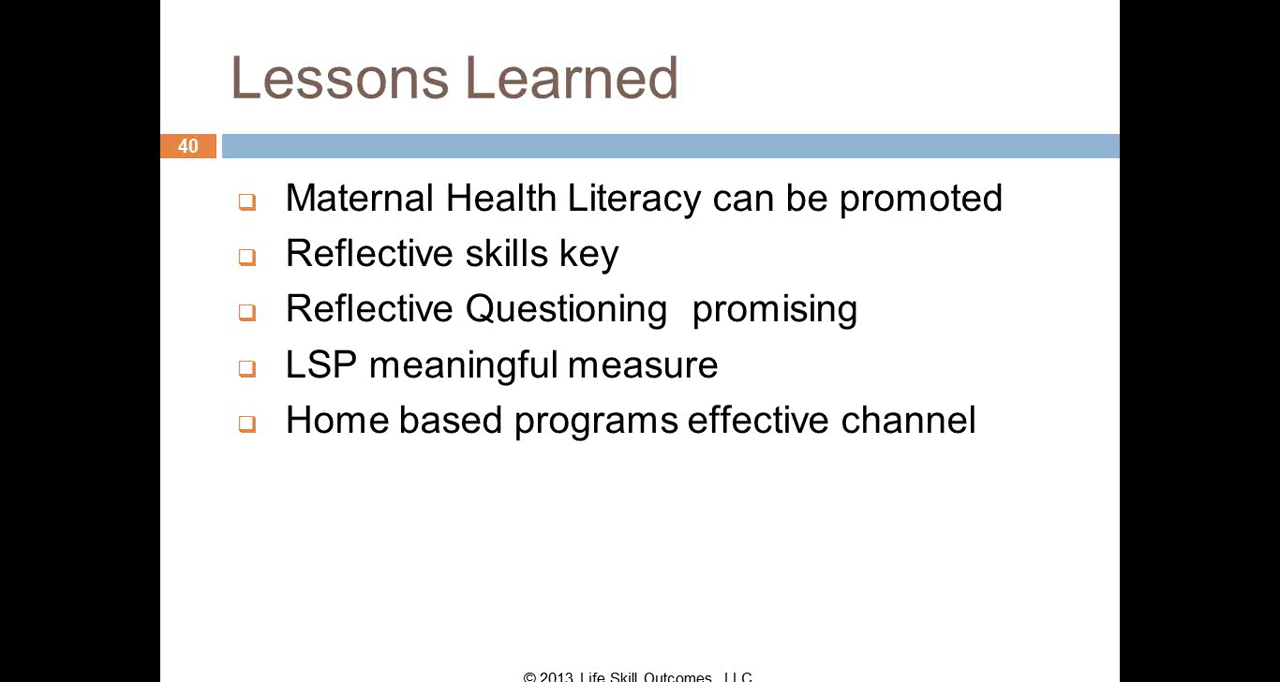 Lessons Learned
40
Maternal Health Literacy can be promoted
Reflective skills key
Reflective Questioning promising
LSP meaningful measure
Home based programs effective channel
© 2013 Life Skill Outcomes, LLC